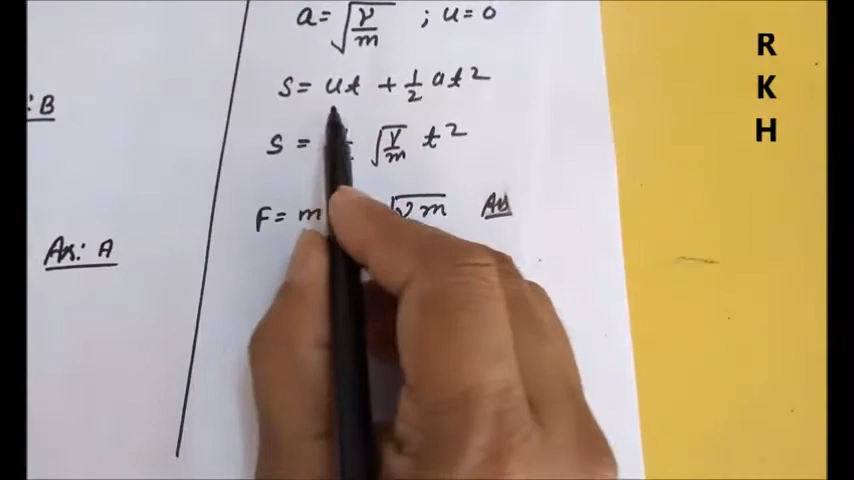 : B
Ans: A
a = √(γ/m) ; u = 0
S = ut + 1/2 at²
S = √(γ/m) t²
F = m √γm Ans
R
K
H